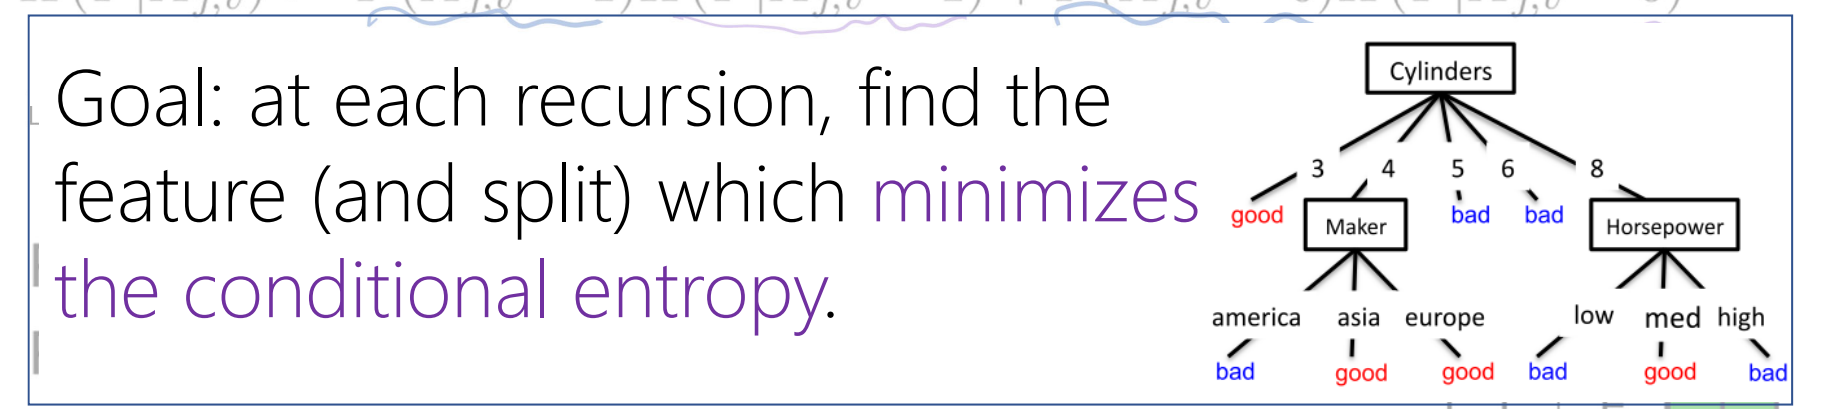 Goal: at each recursion, find the
feature (and split) which minimizes
the conditional entropy.
Cylinders
3 4 5 6 8
good Maker bad bad Horsepower
america asia europe low med high
bad good good bad good bad